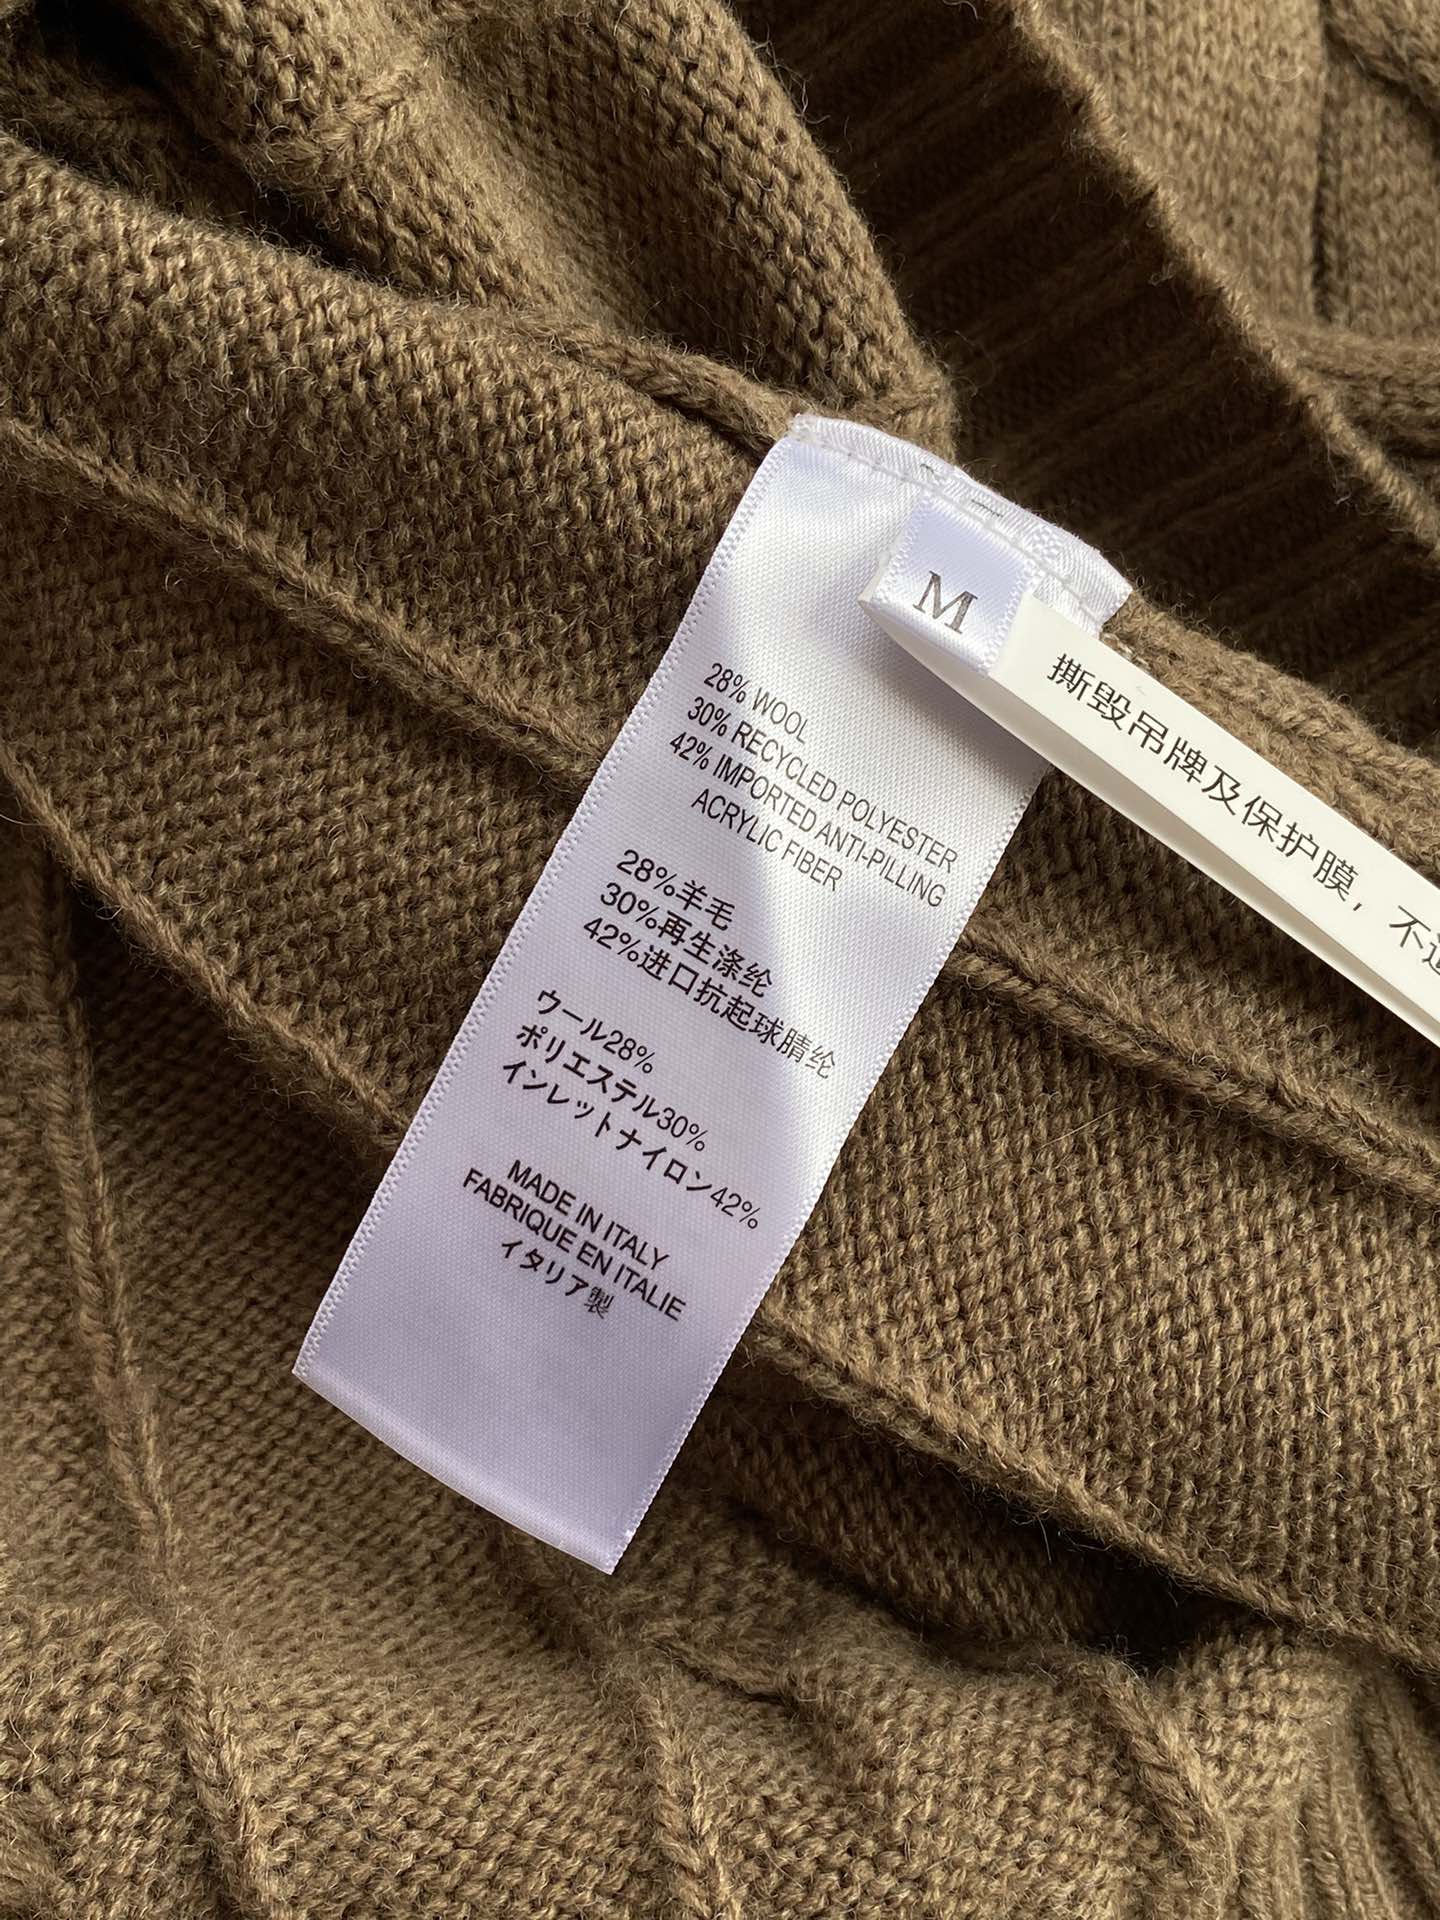 M
撕毁吊牌及保护膜，不
28% WOOL
30% RECYCLED POLYESTER
42% IMPORTED ANTI-PILLING
ACRYLIC FIBER
28%羊毛
30%再生涤纶
42%进口抗起球腈纶
ウール28%
ポリエステル30%
インレットナイロン42%
MADE IN ITALY
FABRIQUE EN ITALIE
イタリア製